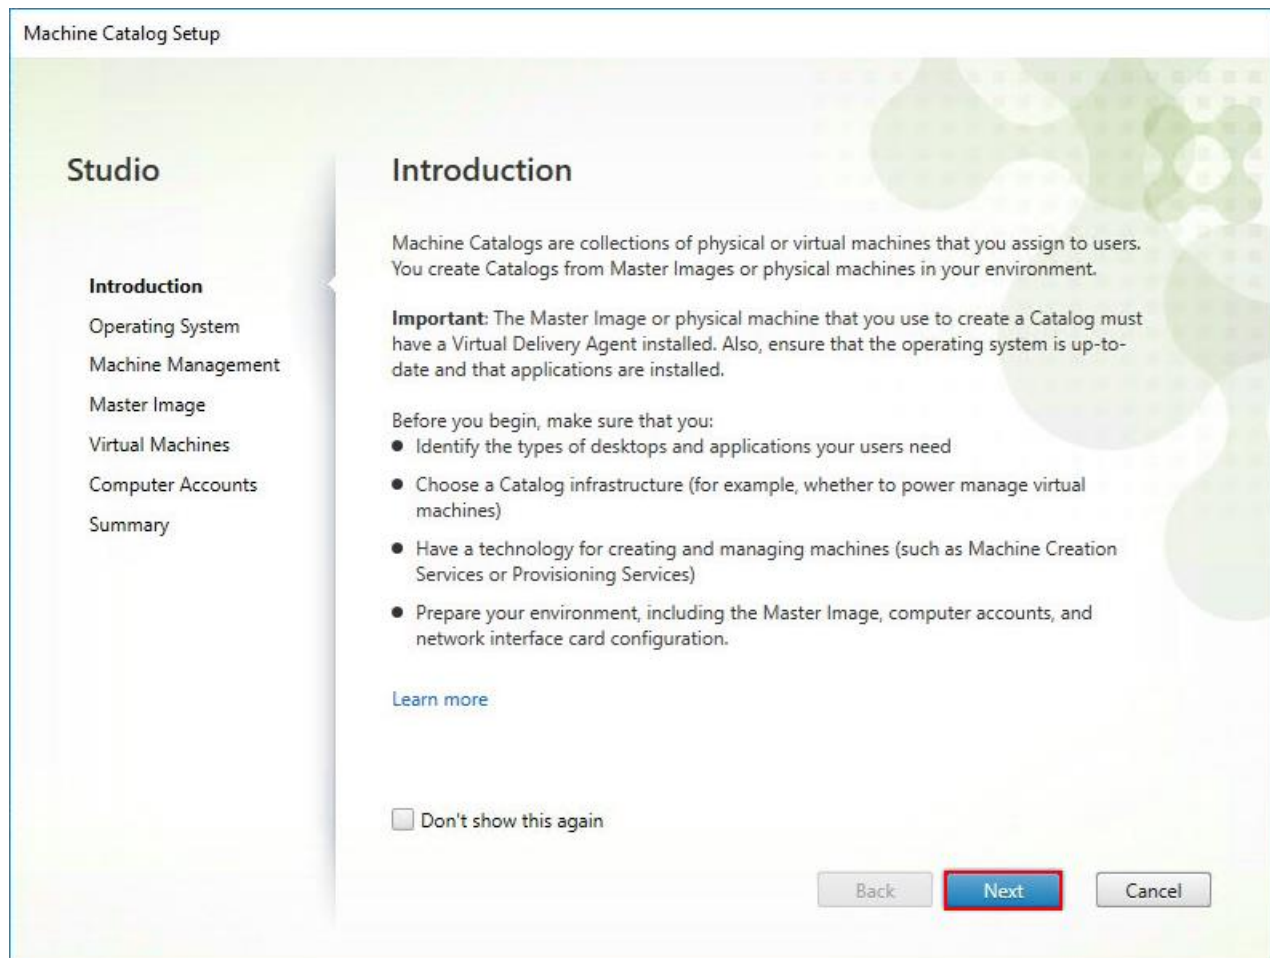 Machine Catalog Setup
Studio
Introduction
Operating System
Machine Management
Master Image
Virtual Machines
Computer Accounts
Summary
Introduction
Machine Catalogs are collections of physical or virtual machines that you assign to users.
You create Catalogs from Master Images or physical machines in your environment.
Important: The Master Image or physical machine that you use to create a Catalog must
have a Virtual Delivery Agent installed. Also, ensure that the operating system is up-to-
date and that applications are installed.
Before you begin, make sure that you:
● Identify the types of desktops and applications your users need
● Choose a Catalog infrastructure (for example, whether to power manage virtual
machines)
● Have a technology for creating and managing machines (such as Machine Creation
Services or Provisioning Services)
● Prepare your environment, including the Master Image, computer accounts, and
network interface card configuration.
Learn more
Don't show this again
Back
Next
Cancel